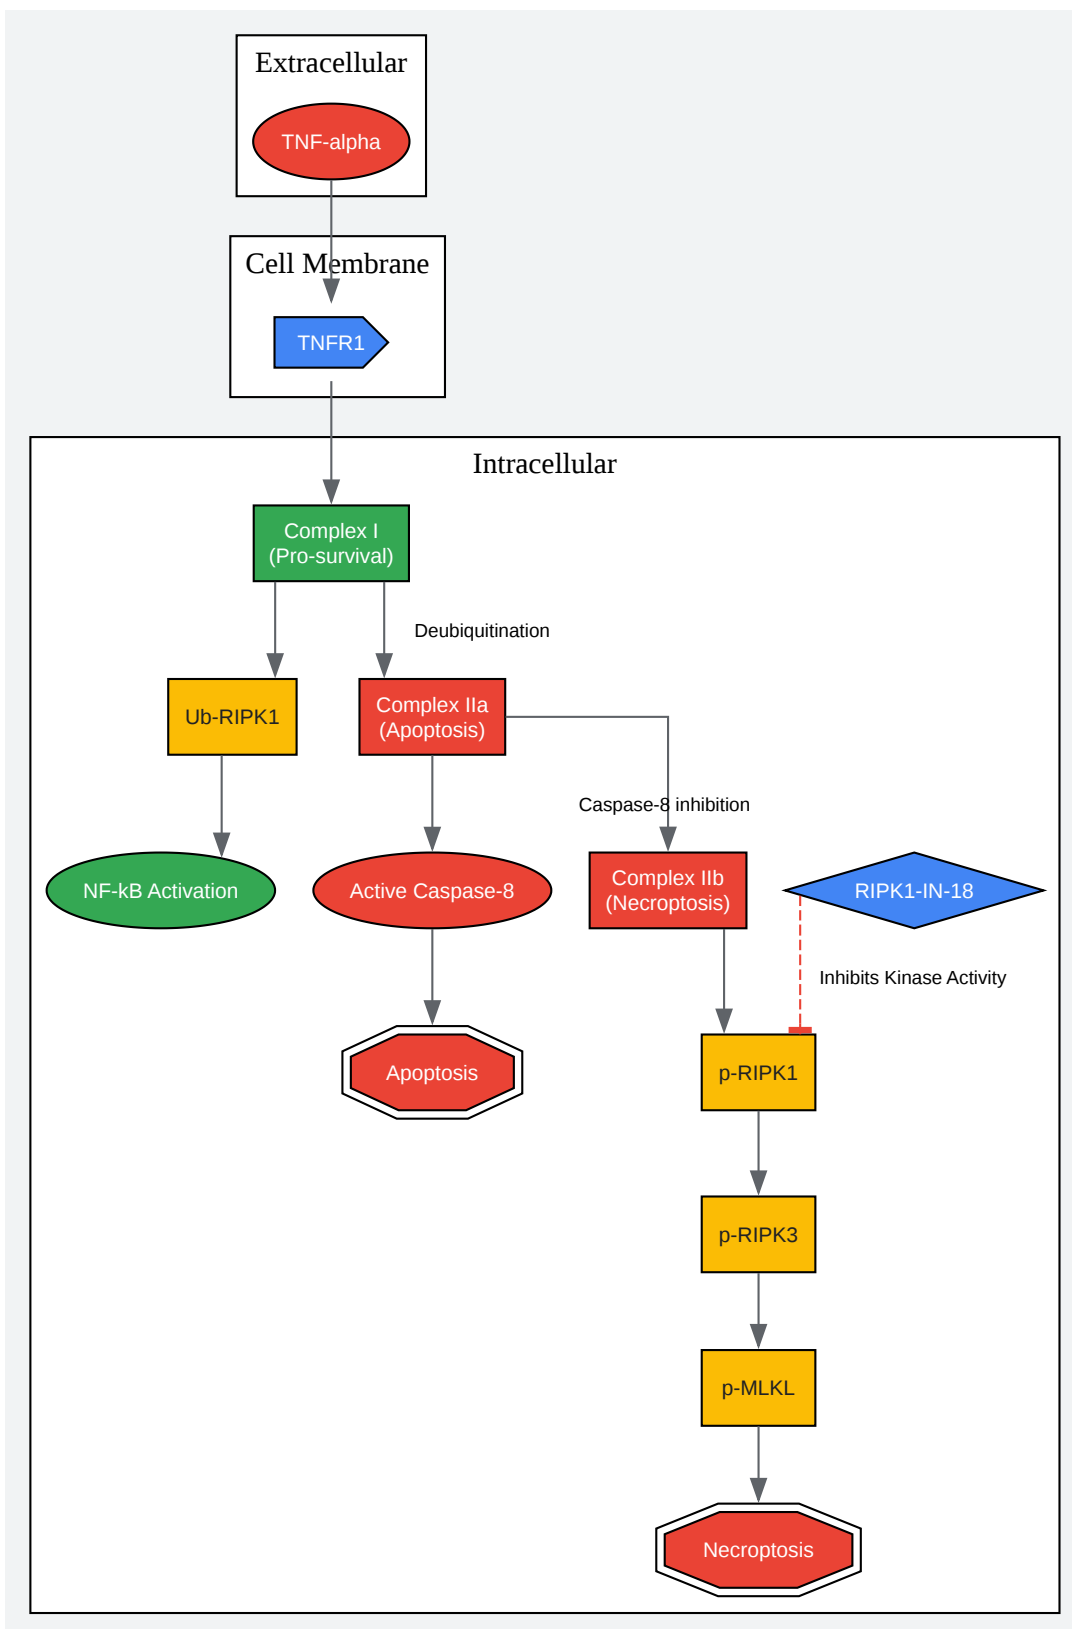 Extracellular
TNF-alpha
Cell Membrane
TNFR1
Intracellular
Complex I
(Pro-survival)
Deubiquitination
Ub-RIPK1
Complex IIa
(Apoptosis)
Caspase-8 inhibition
NF-kB Activation
Active Caspase-8
Complex IIb
(Necroptosis)
RIPK1-IN-18
Inhibits Kinase Activity
Apoptosis
p-RIPK1
p-RIPK3
p-MLKL
Necroptosis